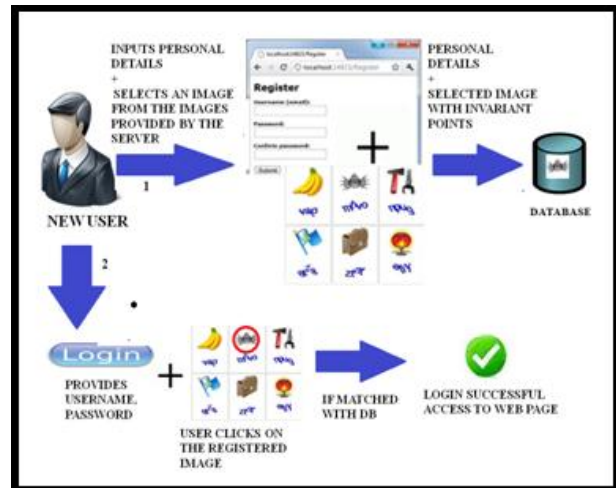 INPUTS PERSONAL
DETAILS
+
SELECTS AN IMAGE
FROM THE IMAGES
PROVIDED BY THE
SERVER
1
NEW USER
Register
Username (email):
Password:
Confirm password:
Submit
+
PERSONAL
DETAILS
+
SELECTED IMAGE
WITH INVARIANT
POINTS
DATABASE
2
Login
PROVIDES
USERNAME,
PASSWORD
+
USER CLICKS ON
THE REGISTERED
IMAGE
IF MATCHED
WITH DB
LOGIN SUCCESSFUL
ACCESS TO WEB PAGE